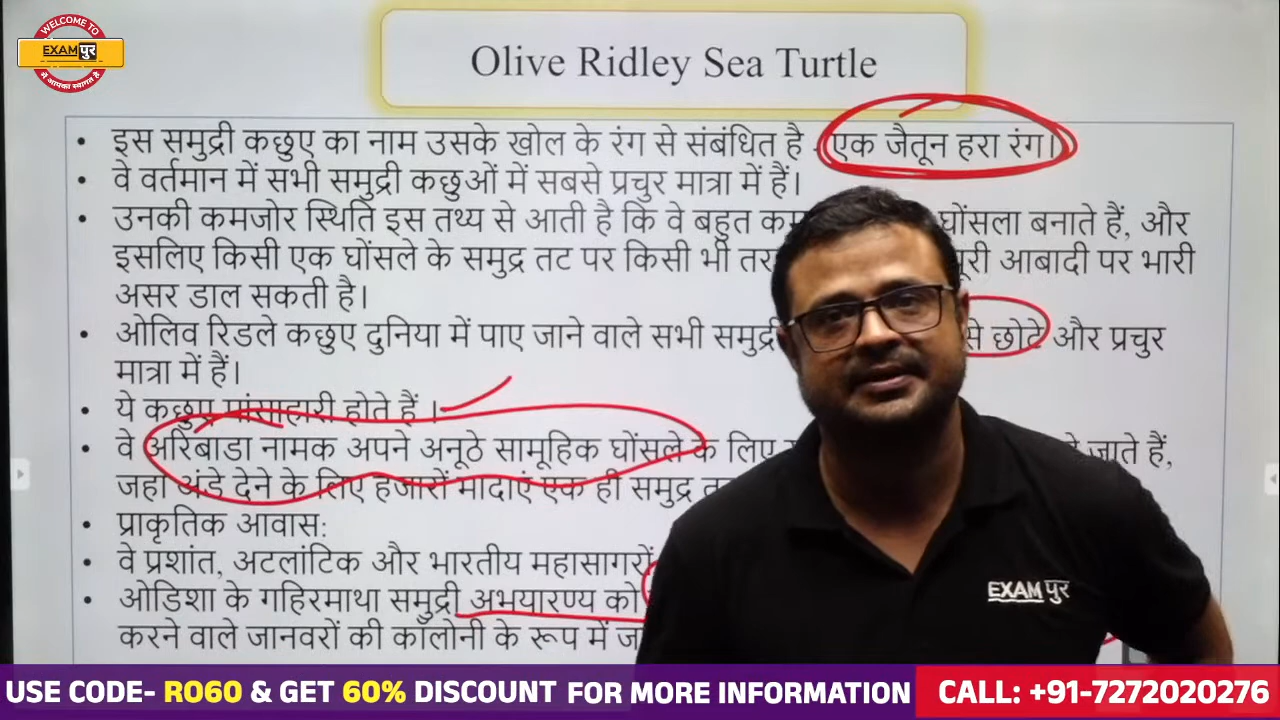 WELCOME TO
EXAMपुर
में आपका स्वागत है
Olive Ridley Sea Turtle
• इस समुद्री कछुए का नाम उसके खोल के रंग से संबंधित है - एक जैतून हरा रंग।
• वे वर्तमान में सभी समुद्री कछुओं में सबसे प्रचुर मात्रा में हैं।
• उनकी कमजोर स्थिति इस तथ्य से आती है कि वे बहुत घोंसला बनाते हैं, और
इसलिए किसी एक घोंसले के समुद्र तट पर किसी भी आबादी पर भारी
असर डाल सकती है।
• ओलिव रिडले कछुए दुनिया में पाए जाने वाले सभी समुद्री से छोटे और प्रचुर
मात्रा में हैं।
• ये कछुए मांसाहारी होते हैं ।
• वे अरिबाडा नामक अपने अनूठे सामूहिक घोंसले के लिए जाते हैं,
जहां अंडे देने के लिए हजारों मादाएं एक ही समुद्र
• प्राकृतिक आवास:
• वे प्रशांत, अटलांटिक और भारतीय महासागरों
• ओडिशा के गहिरमाथा समुद्री अभयारण्य को
करने वाले जानवरों की कॉलोनी के रूप में
EXAMपुर
USE CODE- RO60 & GET 60% DISCOUNT FOR MORE INFORMATION CALL: +91-7272020276